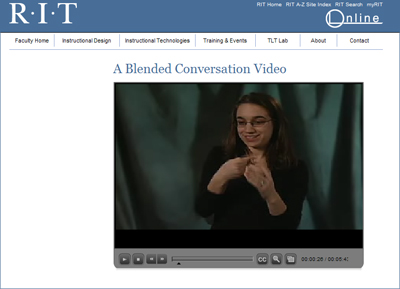 R·I·T
RIT Home RIT A-Z Site Index RIT Search myRIT
Online
Faculty Home Instructional Design Instructional Technologies Training & Events TLT Lab About Contact
A Blended Conversation Video
CC 00:00:26 / 00:05:4